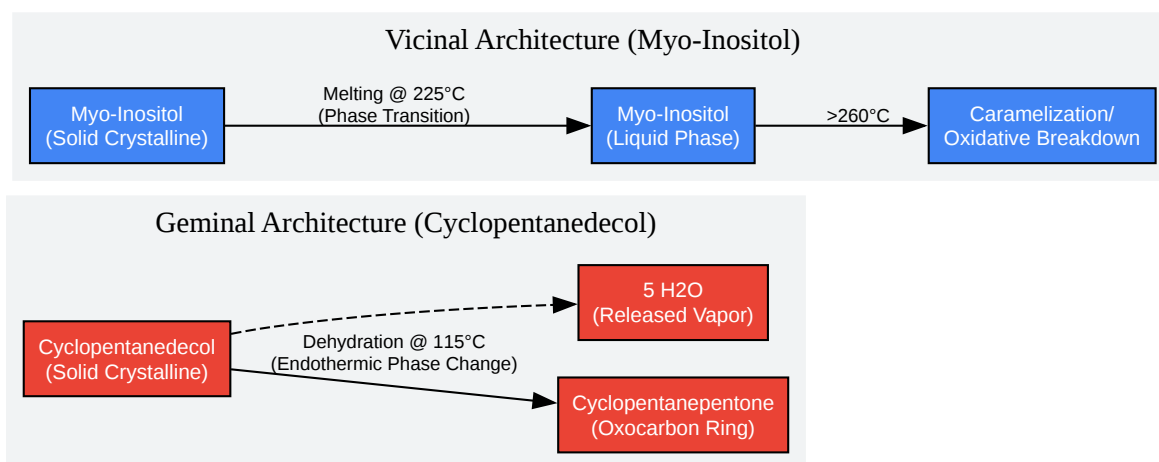 Vicinal Architecture (Myo-Inositol)
Myo-Inositol
(Solid Crystalline)
Melting @ 225°C
(Phase Transition)
Myo-Inositol
(Liquid Phase)
>260°C
Caramelization/
Oxidative Breakdown
Geminal Architecture (Cyclopentanedecol)
Cyclopentanedecol
(Solid Crystalline)
Dehydration @ 115°C
(Endothermic Phase Change)
5 H2O
(Released Vapor)
Cyclopentanepentone
(Oxocarbon Ring)